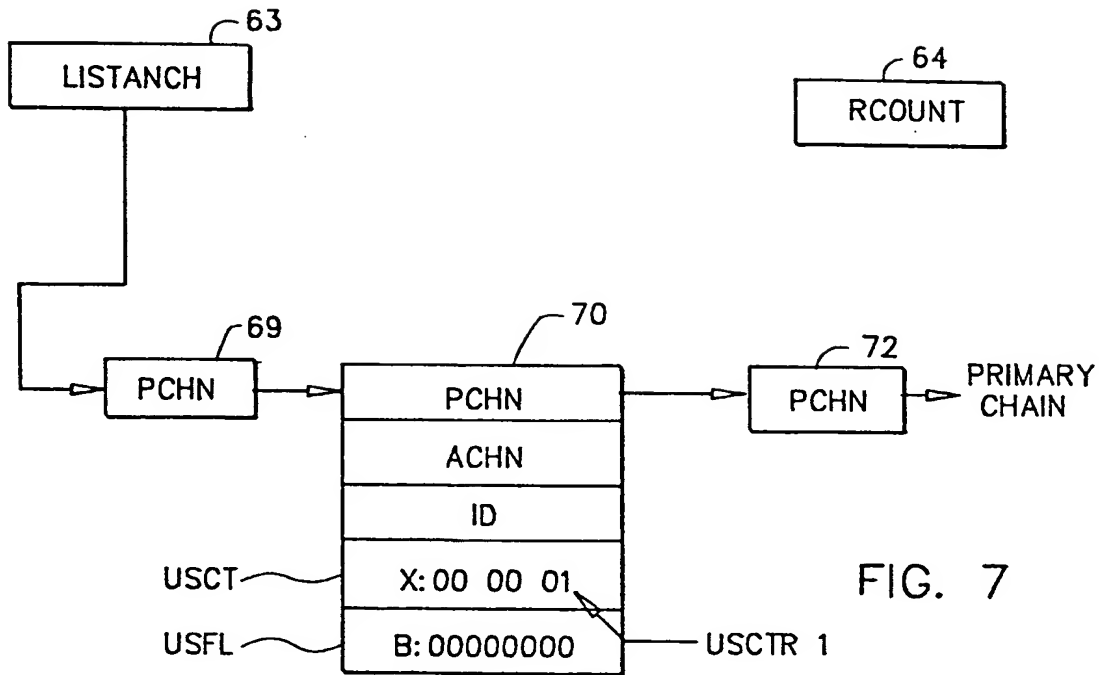 63
LISTANCH
64
RCOUNT
69
PCHN
70
PCHN
ACHN
ID
USCT
X: 00 00 01
USFL
B: 00000000
USCTR 1
72
PCHN
PRIMARY
CHAIN
FIG. 7